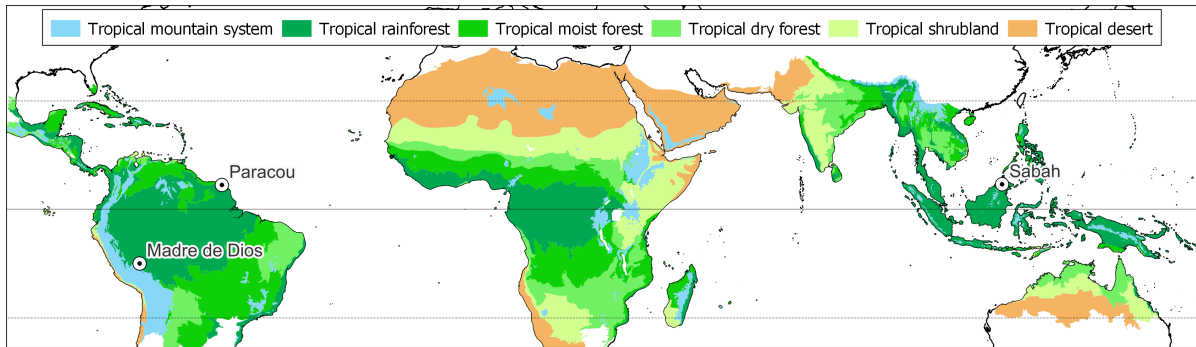 Tropical mountain system Tropical rainforest Tropical moist forest Tropical dry forest Tropical shrubland Tropical desert
Paracou
Sabah
Madre de Dios